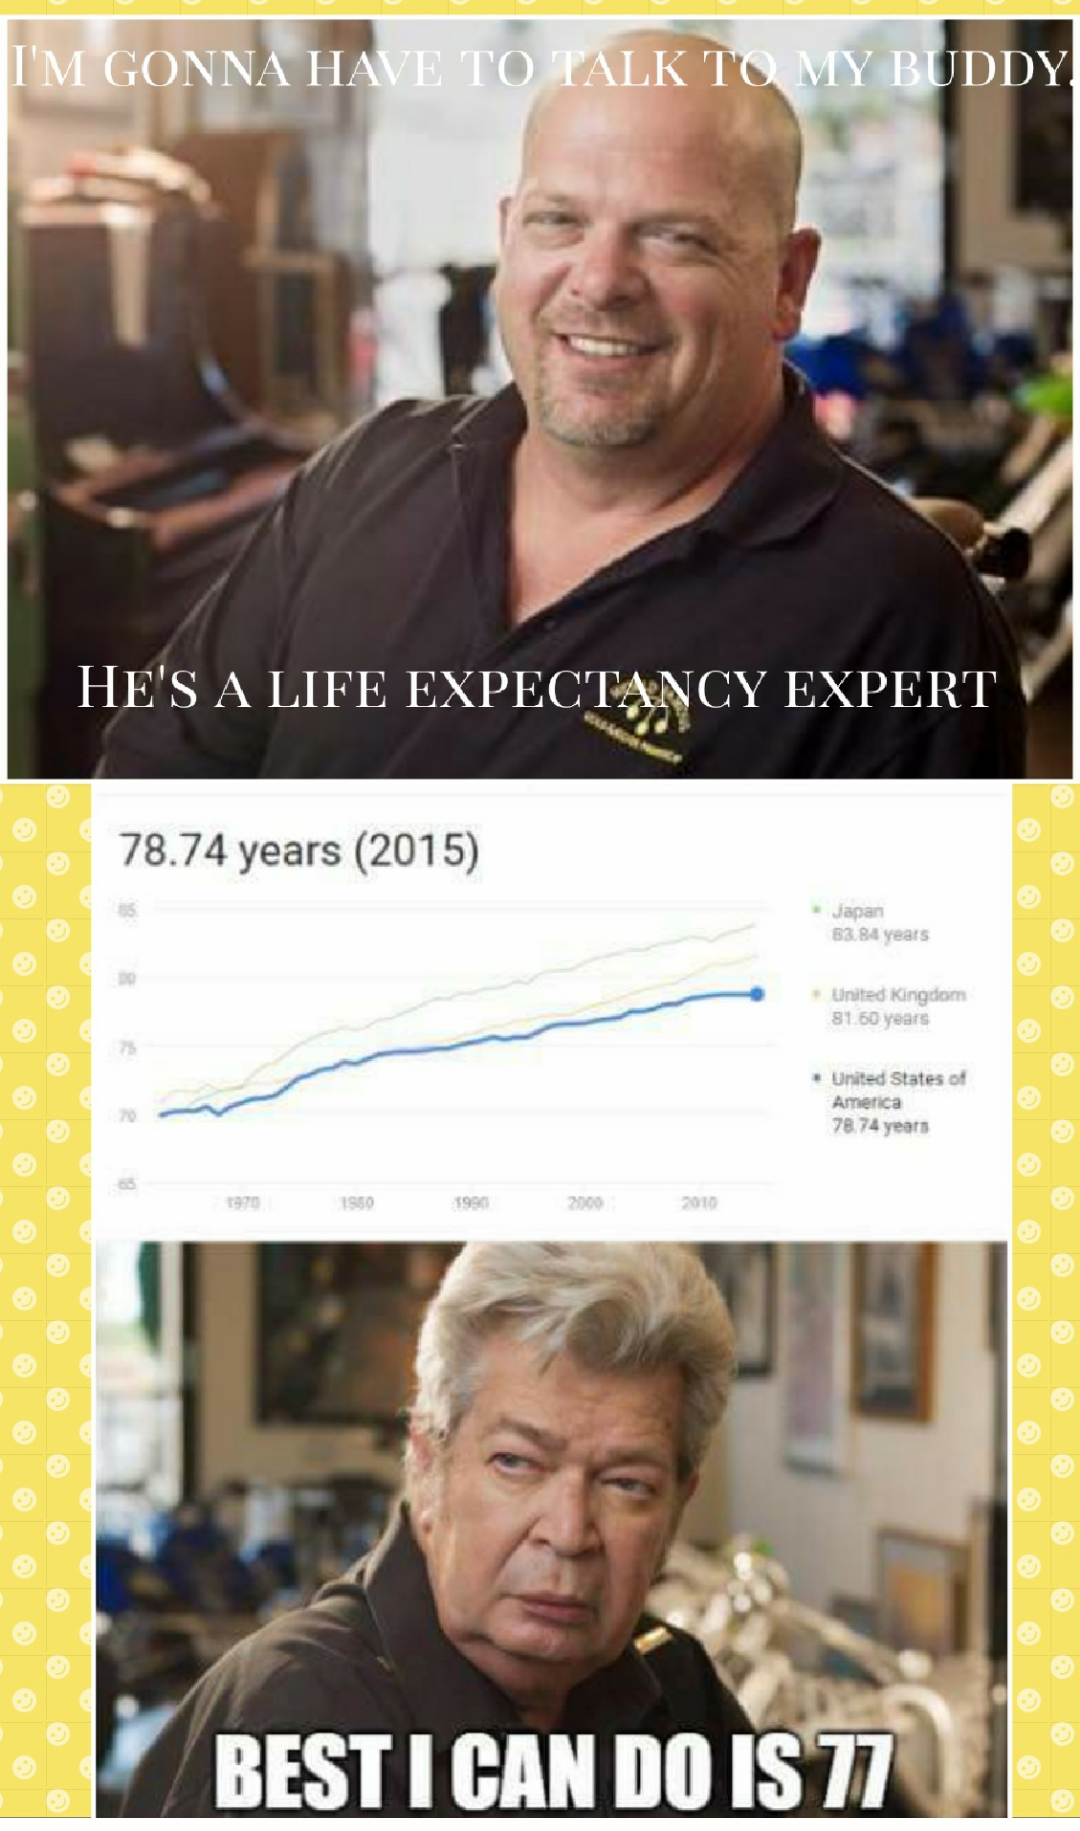 I'M GONNA HAVE TO TALK TO MY BUDDY.
HE'S A LIFE EXPECTANCY EXPERT
78.74 years (2015)
85
80
75
70
65
1970 1980 1990 2000 2010
Japan
83.84 years
United Kingdom
81.60 years
United States of
America
78.74 years
BEST I CAN DO IS 77